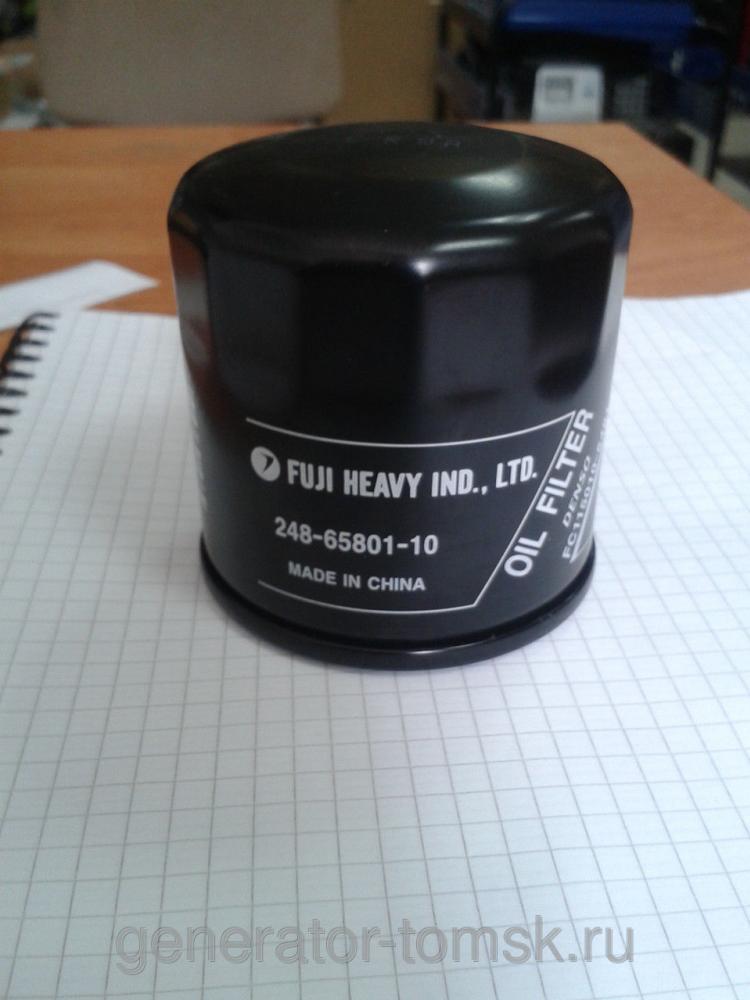 FUJI HEAVY IND., LTD.
248-65801-10
MADE IN CHINA
OIL FILTER
DENSO
generator-tomsk.ru